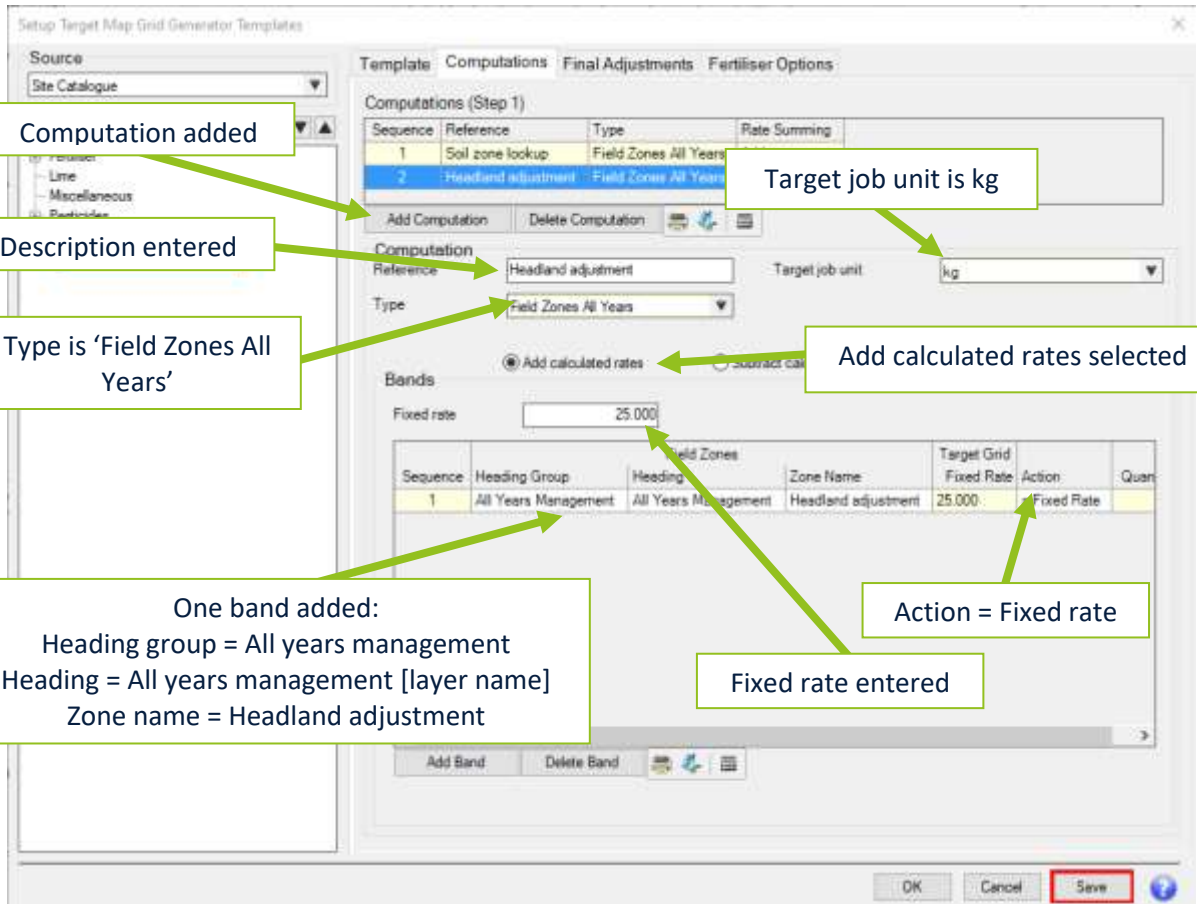 Setup Target Map Grid Generator Templates
Source
Site Catalogue
Template Computations Final Adjustments Fertiliser Options
Computations (Step 1)
Computation added
Sequence Reference Type Rate Summing
1 Soil zone lookup Field Zones All Years
2 Headland adjustment Field Zones All Years
Lime
Miscellaneous
Pesticides
Target job unit is kg
Add Computation Delete Computation
Description entered
Computation
Reference Headland adjustment Target job unit kg
Type Field Zones All Years
Type is ‘Field Zones All
Years’
Add calculated rates
Add calculated rates selected
Bands
Fixed rate 25.000
Field Zones Target Grid
Sequence Heading Group Heading Zone Name Fixed Rate Action Quan
1 All Years Management All Years Management Headland adjustment 25.000 Fixed Rate
One band added:
Heading group = All years management
Heading = All years management [layer name]
Zone name = Headland adjustment
Action = Fixed rate
Fixed rate entered
Add Band Delete Band
OK Cancel Save